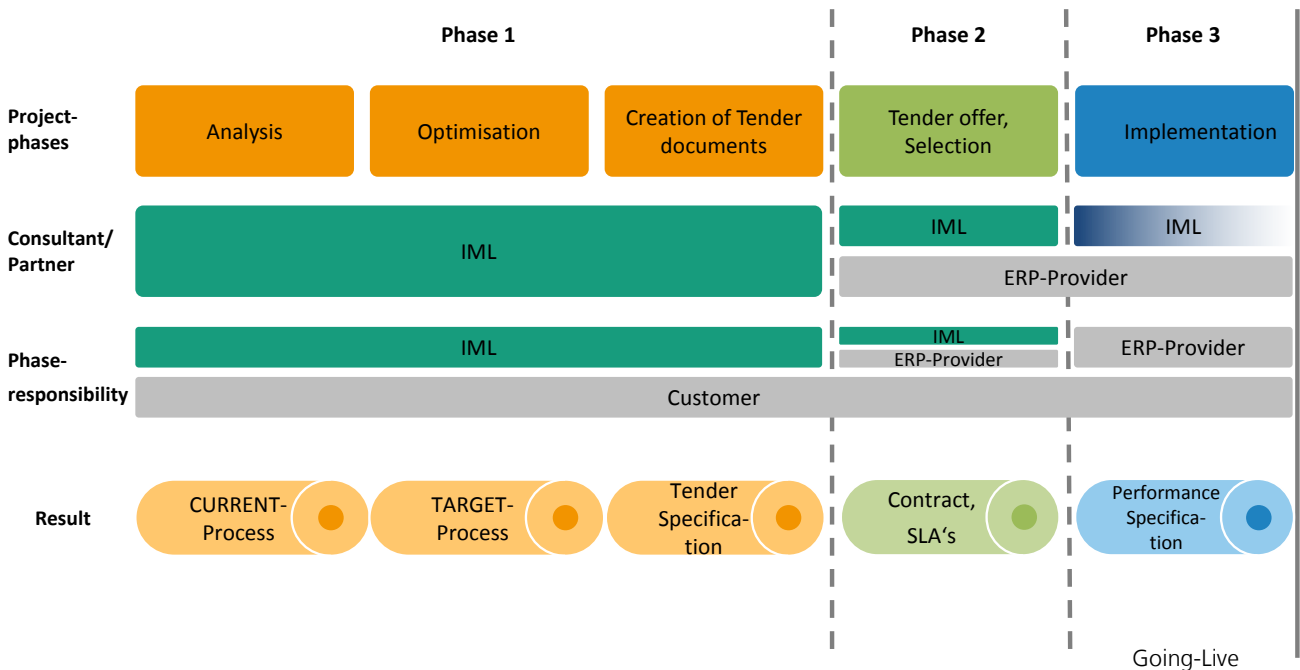 Phase 1
Phase 2
Phase 3
Project-
phases
Analysis
Optimisation
Creation of Tender
documents
Tender offer,
Selection
Implementation
Consultant/
Partner
IML
IML
IML
ERP-Provider
Phase-
responsibility
IML
IML
ERP-Provider
ERP-Provider
Customer
Result
CURRENT-
Process
TARGET-
Process
Tender
Specifica-
tion
Contract,
SLA‘s
Performance
Specifica-
tion
Going-Live